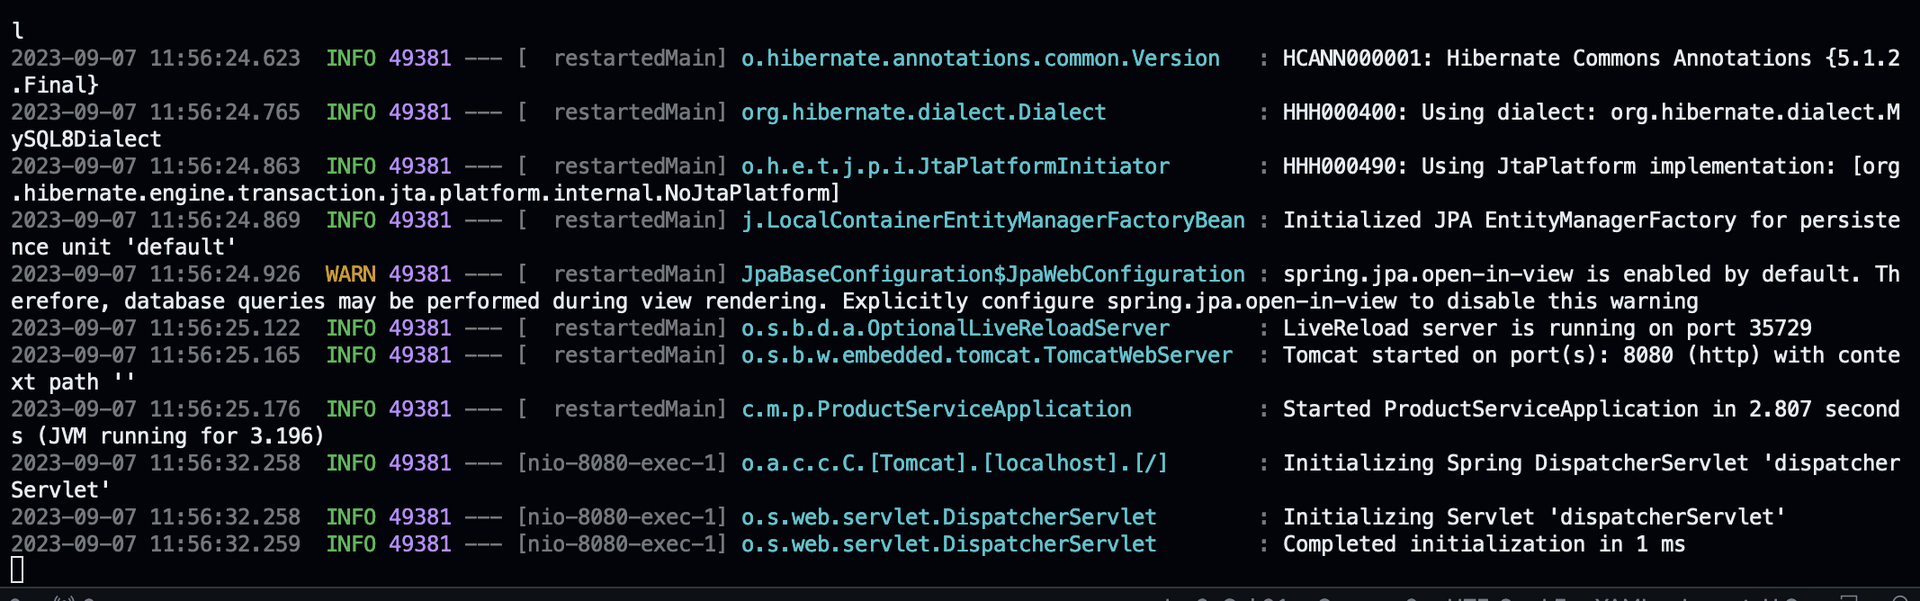 l
2023-09-07 11:56:24.623  INFO 49381 --- [  restartedMain] o.hibernate.annotations.common.Version   : HCANN000001: Hibernate Commons Annotations {5.1.2
.Final}
2023-09-07 11:56:24.765  INFO 49381 --- [  restartedMain] org.hibernate.dialect.Dialect            : HHH000400: Using dialect: org.hibernate.dialect.M
ySQL8Dialect
2023-09-07 11:56:24.863  INFO 49381 --- [  restartedMain] o.h.e.t.j.p.i.JtaPlatformInitiator       : HHH000490: Using JtaPlatform implementation: [org
.hibernate.engine.transaction.jta.platform.internal.NoJtaPlatform]
2023-09-07 11:56:24.869  INFO 49381 --- [  restartedMain] j.LocalContainerEntityManagerFactoryBean : Initialized JPA EntityManagerFactory for persiste
nce unit 'default'
2023-09-07 11:56:24.926  WARN 49381 --- [  restartedMain] JpaBaseConfiguration$JpaWebConfiguration : spring.jpa.open-in-view is enabled by default. Th
erefore, database queries may be performed during view rendering. Explicitly configure spring.jpa.open-in-view to disable this warning
2023-09-07 11:56:25.122  INFO 49381 --- [  restartedMain] o.s.b.d.a.OptionalLiveReloadServer       : LiveReload server is running on port 35729
2023-09-07 11:56:25.165  INFO 49381 --- [  restartedMain] o.s.b.w.embedded.tomcat.TomcatWebServer  : Tomcat started on port(s): 8080 (http) with conte
xt path ''
2023-09-07 11:56:25.176  INFO 49381 --- [  restartedMain] c.m.p.ProductServiceApplication          : Started ProductServiceApplication in 2.807 second
s (JVM running for 3.196)
2023-09-07 11:56:32.258  INFO 49381 --- [nio-8080-exec-1] o.a.c.c.C.[Tomcat].[localhost].[/]       : Initializing Spring DispatcherServlet 'dispatcher
Servlet'
2023-09-07 11:56:32.258  INFO 49381 --- [nio-8080-exec-1] o.s.web.servlet.DispatcherServlet        : Initializing Servlet 'dispatcherServlet'
2023-09-07 11:56:32.259  INFO 49381 --- [nio-8080-exec-1] o.s.web.servlet.DispatcherServlet        : Completed initialization in 1 ms